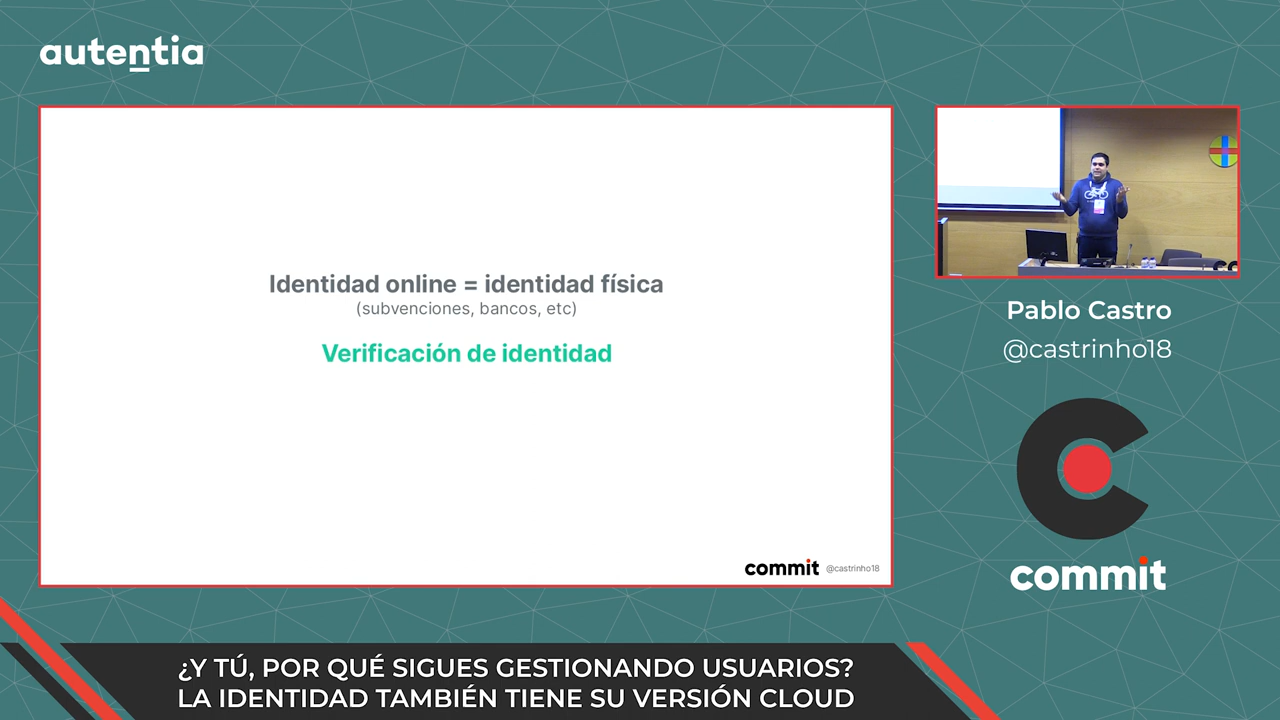 autentia
Identidad online = identidad física
(subvenciones, bancos, etc)
Verificación de identidad
commit @castrinho18
Pablo Castro
@castrinho18
commit
¿Y TÚ, POR QUÉ SIGUES GESTIONANDO USUARIOS?
LA IDENTIDAD TAMBIÉN TIENE SU VERSIÓN CLOUD